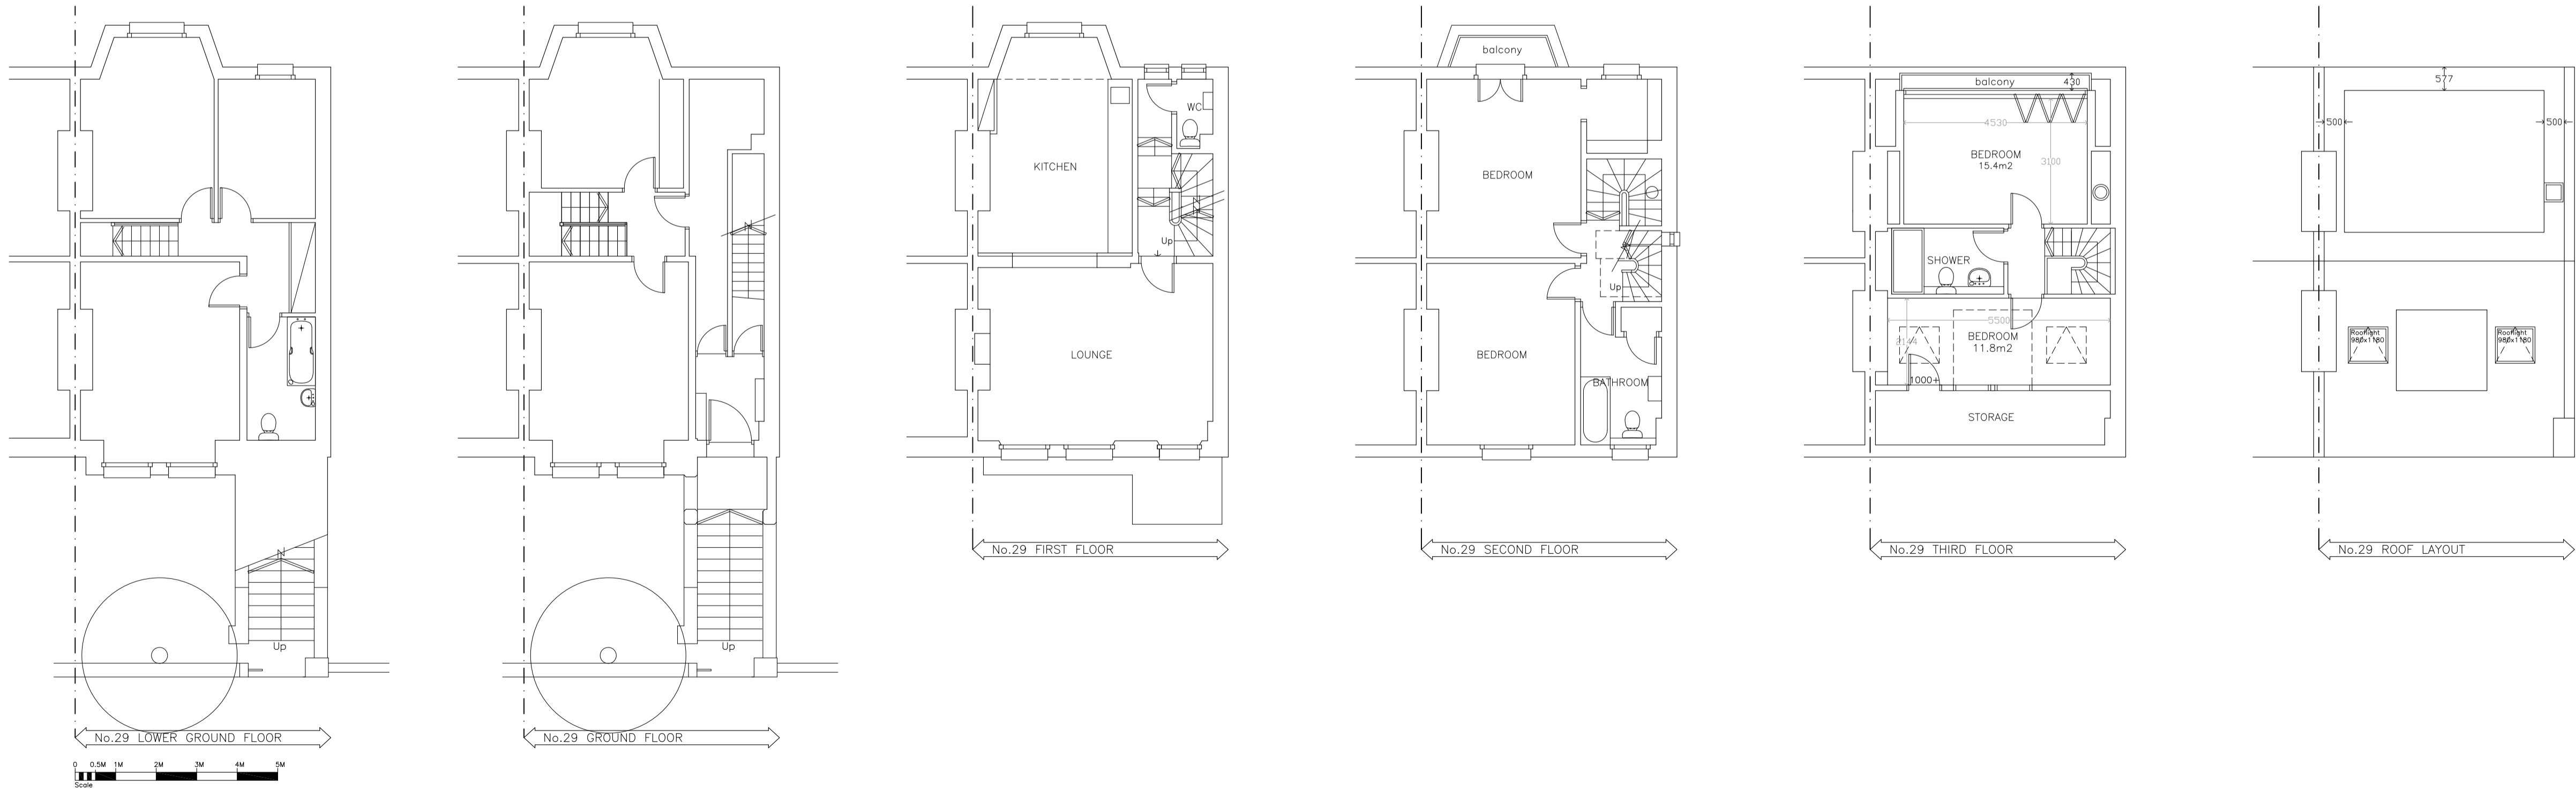 No.29 LOWER GROUND FLOOR
Up
0 0.5M 1M 2M 3M 4M 5M
Scale
No.29 GROUND FLOOR
Up
KITCHEN
WC
Up
LOUNGE
No.29 FIRST FLOOR
balcony
BEDROOM
Up
BEDROOM
BATHROOM
No.29 SECOND FLOOR
balcony
430
4530
BEDROOM
15.4m2
3100
SHOWER
5500
2144
BEDROOM
11.8m2
1000+
STORAGE
No.29 THIRD FLOOR
577
500
500
Rooflight
980x1180
Rooflight
980x1180
No.29 ROOF LAYOUT